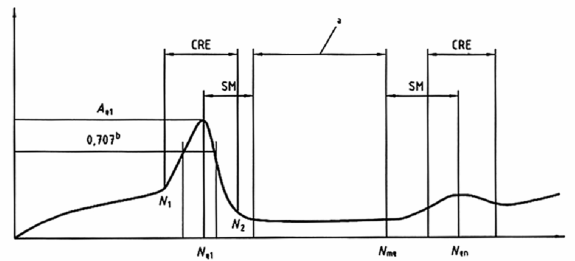 CRE
a
CRE
SM
SM
Ae1
0,707b
N1
N2
Ne1
Nme
Nen